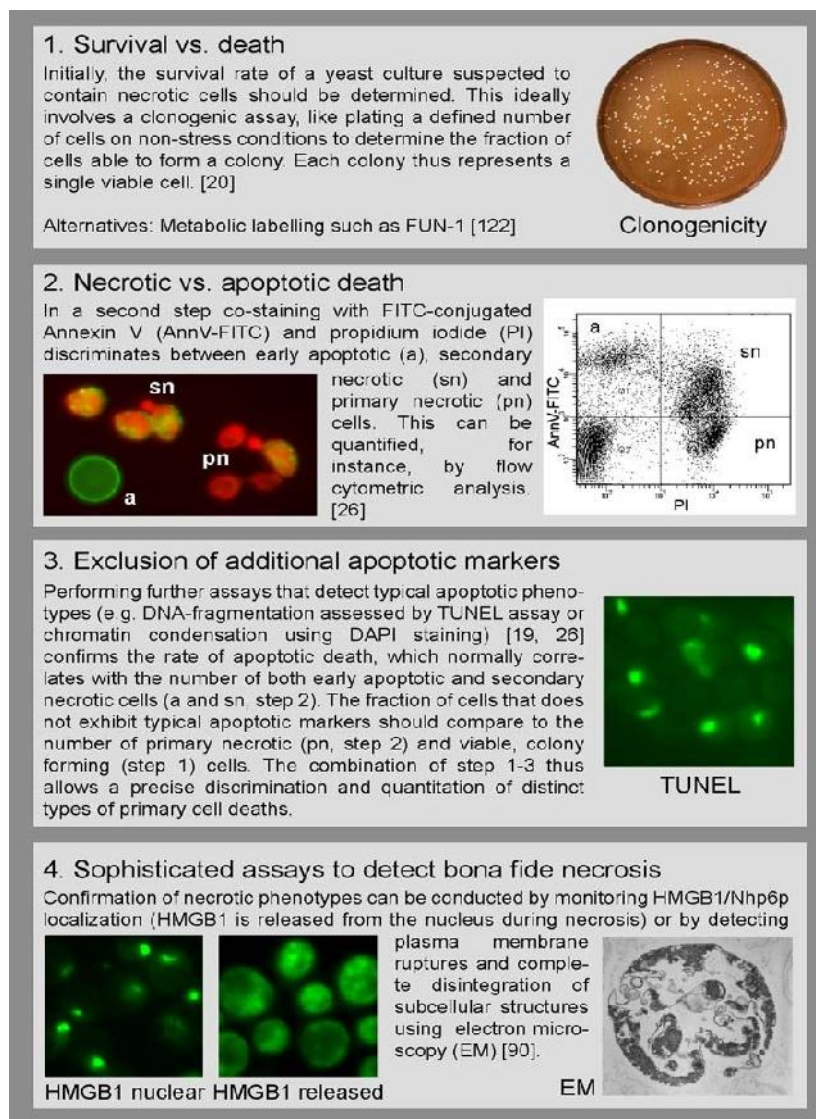 1. Survival vs. death
Initially, the survival rate of a yeast culture suspected to
contain necrotic cells should be determined. This ideally
involves a clonogenic assay, like plating a defined number
of cells on non-stress conditions to determine the fraction of
cells able to form a colony. Each colony thus represents a
single viable cell. [20]
Alternatives: Metabolic labelling such as FUN-1 [122]
Clonogenicity
2. Necrotic vs. apoptotic death
In a second step co-staining with FITC-conjugated
Annexin V (AnnV-FITC) and propidium iodide (PI)
discriminates between early apoptotic (a), secondary
necrotic (sn) and
primary necrotic (pn)
cells. This can be
quantified, for
instance, by flow
cytometric analysis.
[26]
sn
pn
a
a
sn
pn
AnnV-FITC
PI
3. Exclusion of additional apoptotic markers
Performing further assays that detect typical apoptotic pheno-
types (e.g. DNA-fragmentation assessed by TUNEL assay or
chromatin condensation using DAPI staining) [19, 26]
confirms the rate of apoptotic death, which normally corre-
lates with the number of both early apoptotic and secondary
necrotic cells (a and sn, step 2). The fraction of cells that does
not exhibit typical apoptotic markers should compare to the
number of primary necrotic (pn, step 2) and viable, colony
forming (step 1) cells. The combination of step 1-3 thus
allows a precise discrimination and quantitation of distinct
types of primary cell deaths.
TUNEL
4. Sophisticated assays to detect bona fide necrosis
Confirmation of necrotic phenotypes can be conducted by monitoring HMGB1/Nhp6p
localization (HMGB1 is released from the nucleus during necrosis) or by detecting
plasma membrane
ruptures and comple-
te disintegration of
subcellular structures
using electron micro-
scopy (EM) [90].
HMGB1 nuclear HMGB1 released
EM